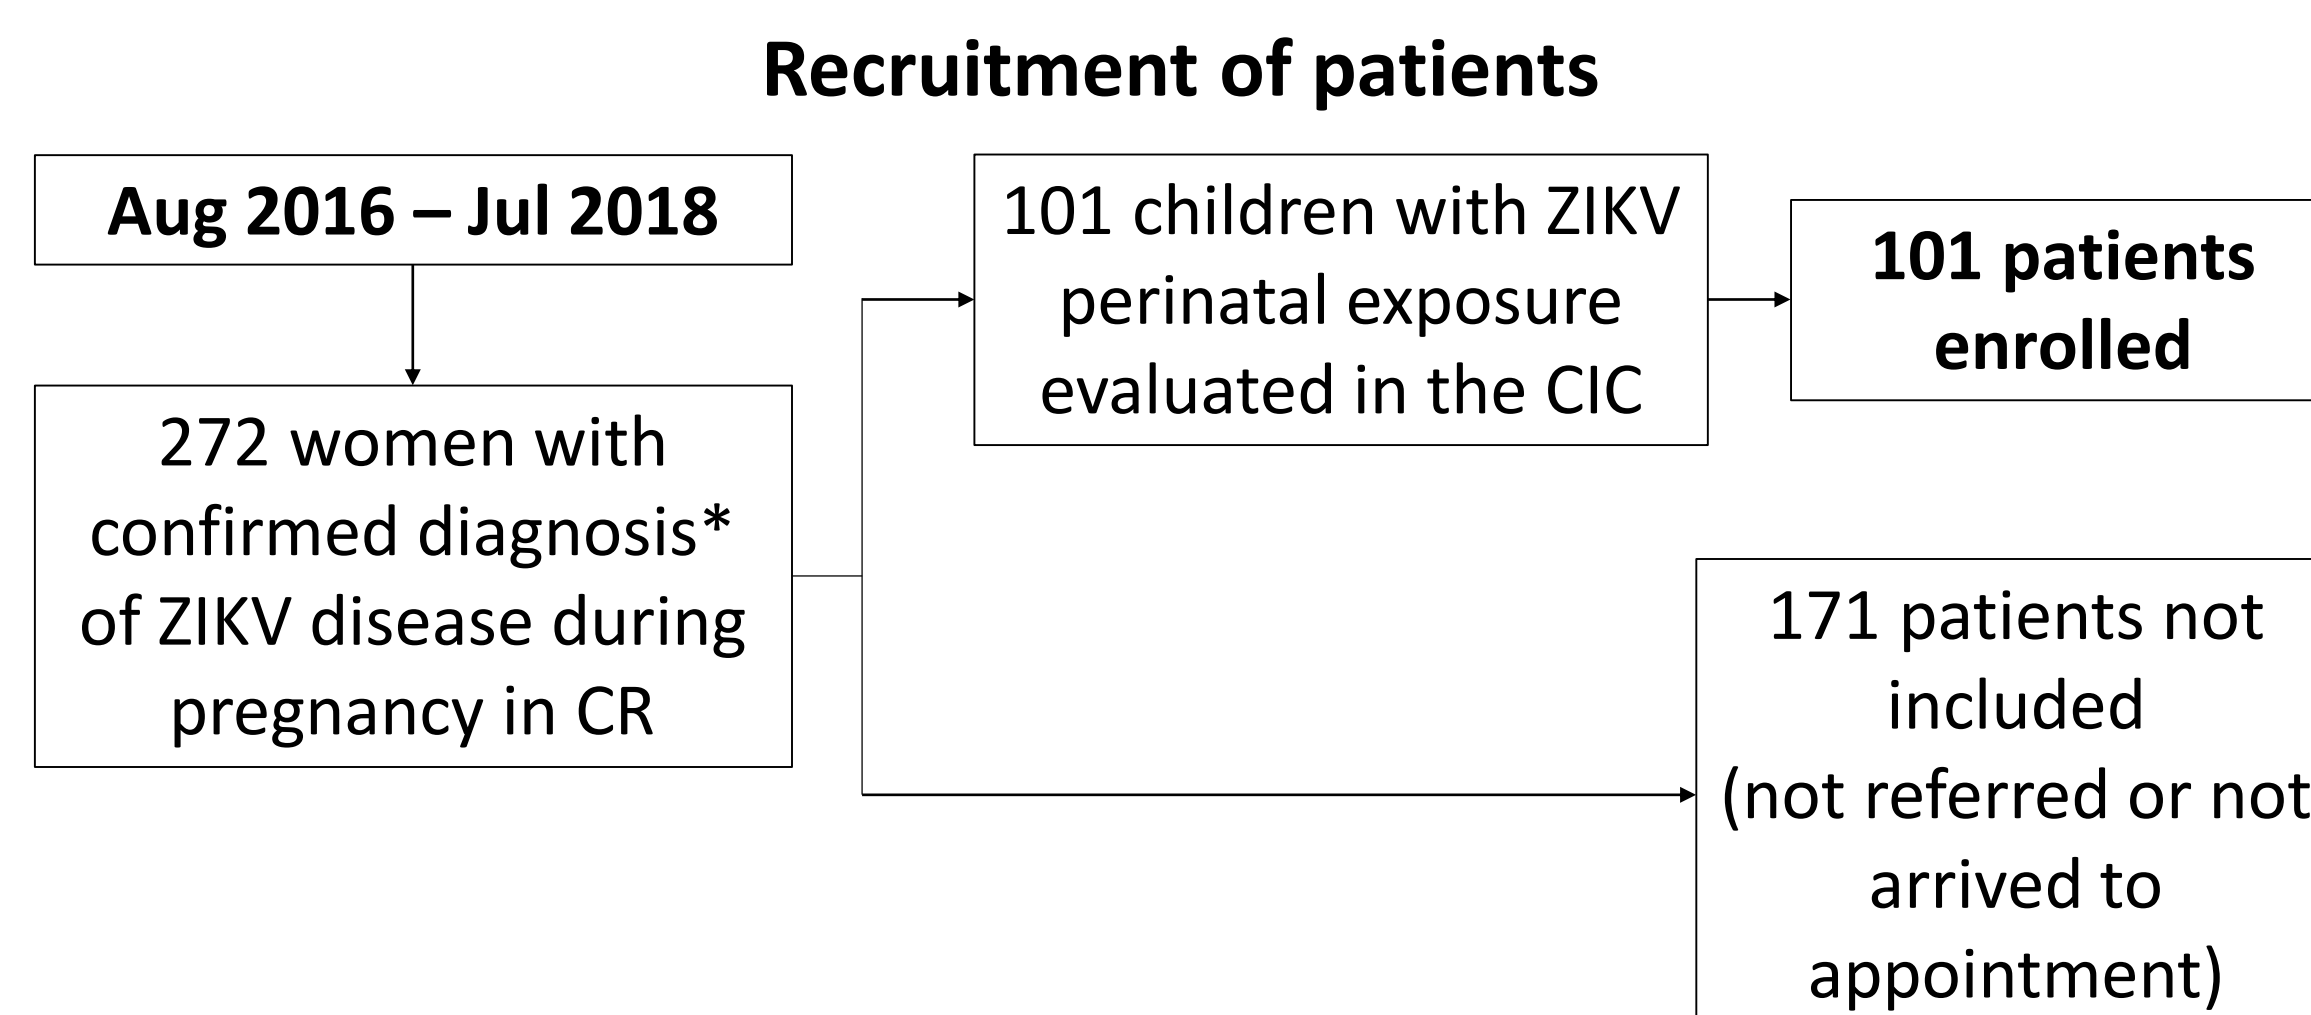 Recruitment of patients
Aug 2016 – Jul 2018
272 women with
confirmed diagnosis*
of ZIKV disease during
pregnancy in CR
101 children with ZIKV
perinatal exposure
evaluated in the CIC
101 patients
enrolled
171 patients not
included
(not referred or not
arrived to
appointment)